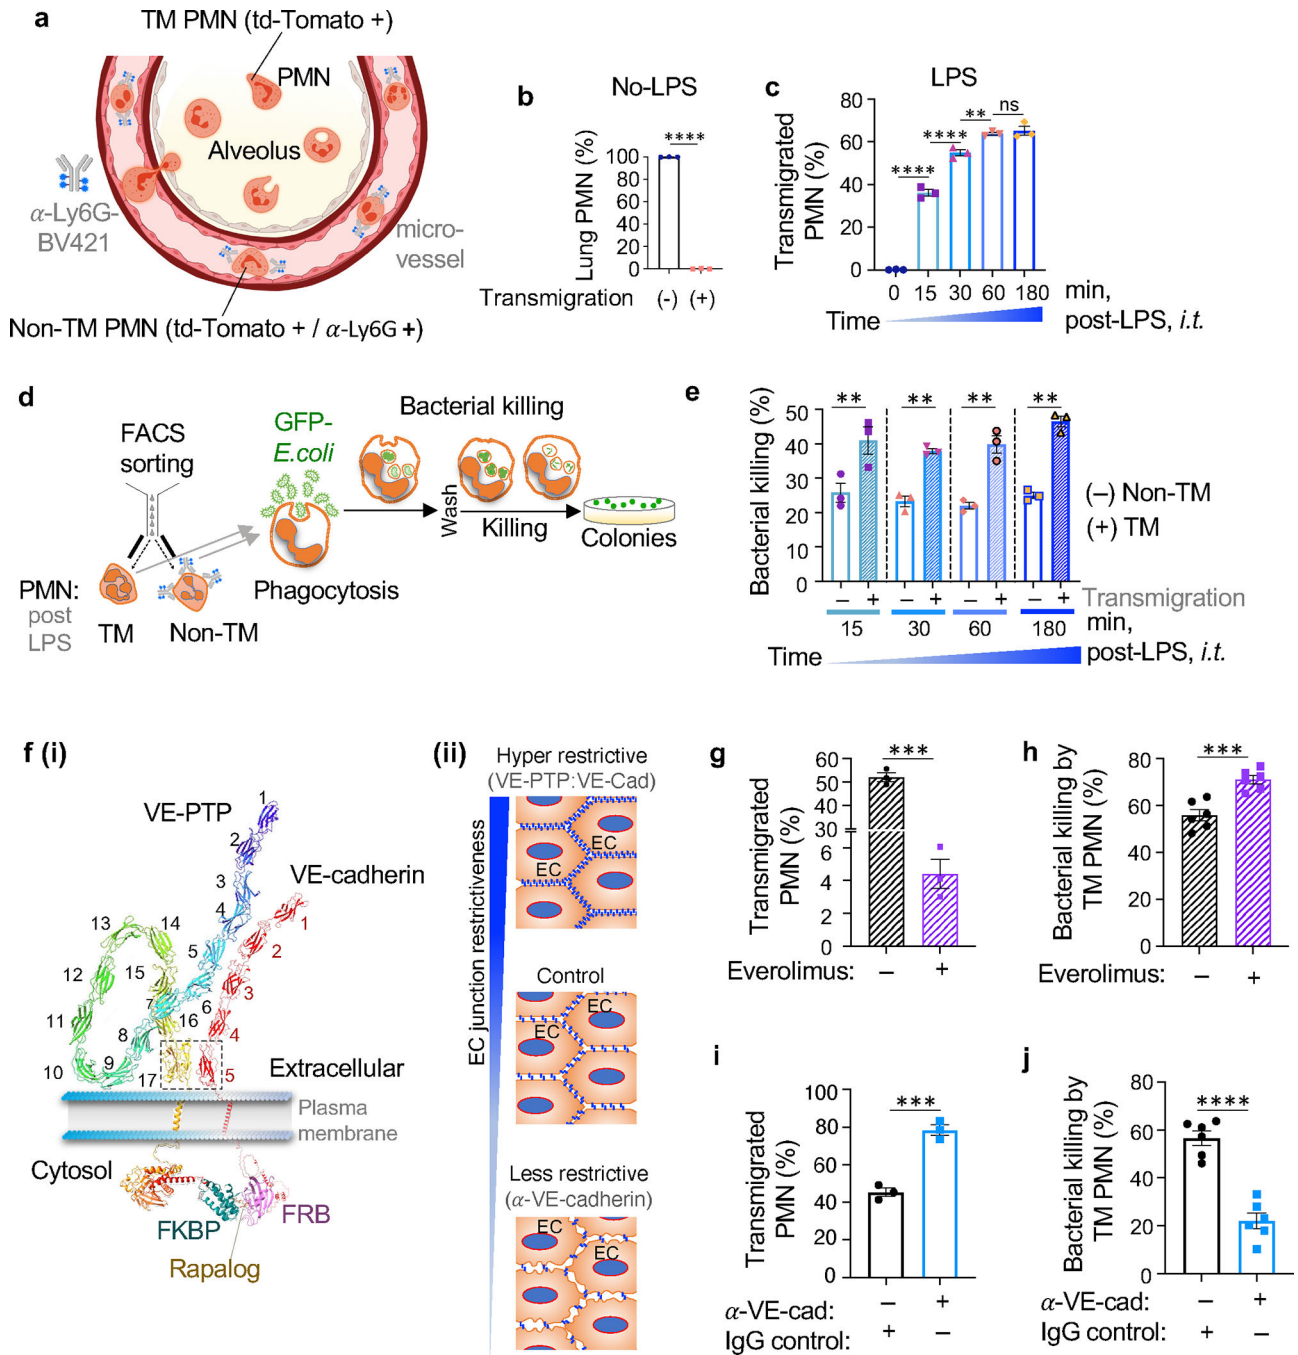 a
TM PMN (td-Tomato +)
PMN
Alveolus
α-Ly6G-
BV421
micro-
vessel
Non-TM PMN (td-Tomato + / α-Ly6G +)
b
No-LPS
****
Lung PMN (%)
100
80
60
40
20
0
Transmigration (-) (+)
c
LPS
Transmigrated
PMN (%)
80
60
40
20
0
****
****
**
ns
0 15 30 60 180
min,
post-LPS, i.t.
Time
d
FACS
sorting
GFP-
E.coli
Bacterial killing
Wash
Killing
Colonies
Phagocytosis
PMN:
post
LPS
TM
Non-TM
e
Bacterial killing (%)
50
40
30
20
10
0
** ** ** **
(–) Non-TM
(+) TM
– + – + – + – +
Transmigration
15 30 60 180
min,
post-LPS, i.t.
Time
f (i)
VE-PTP
1
2
3
4
5
6
7
8
9
10
11
12
13
14
15
16
17
VE-cadherin
1
2
3
4
5
Extracellular
Plasma
membrane
Cytosol
FKBP
FRB
Rapalog
(ii)
EC junction restrictiveness
Hyper restrictive
(VE-PTP:VE-Cad)
EC
EC
Control
EC
EC
Less restrictive
(α-VE-cadherin)
EC
EC
g
Transmigrated
PMN (%)
60
50
40
30
6
4
2
0
***
Everolimus: – +
h
Bacterial killing by
TM PMN (%)
80
60
40
20
0
***
Everolimus: – +
i
Transmigrated
PMN (%)
100
80
60
40
20
0
***
α-VE-cad: – +
IgG control: + –
j
Bacterial killing by
TM PMN (%)
80
60
40
20
0
****
α-VE-cad: – +
IgG control: + –